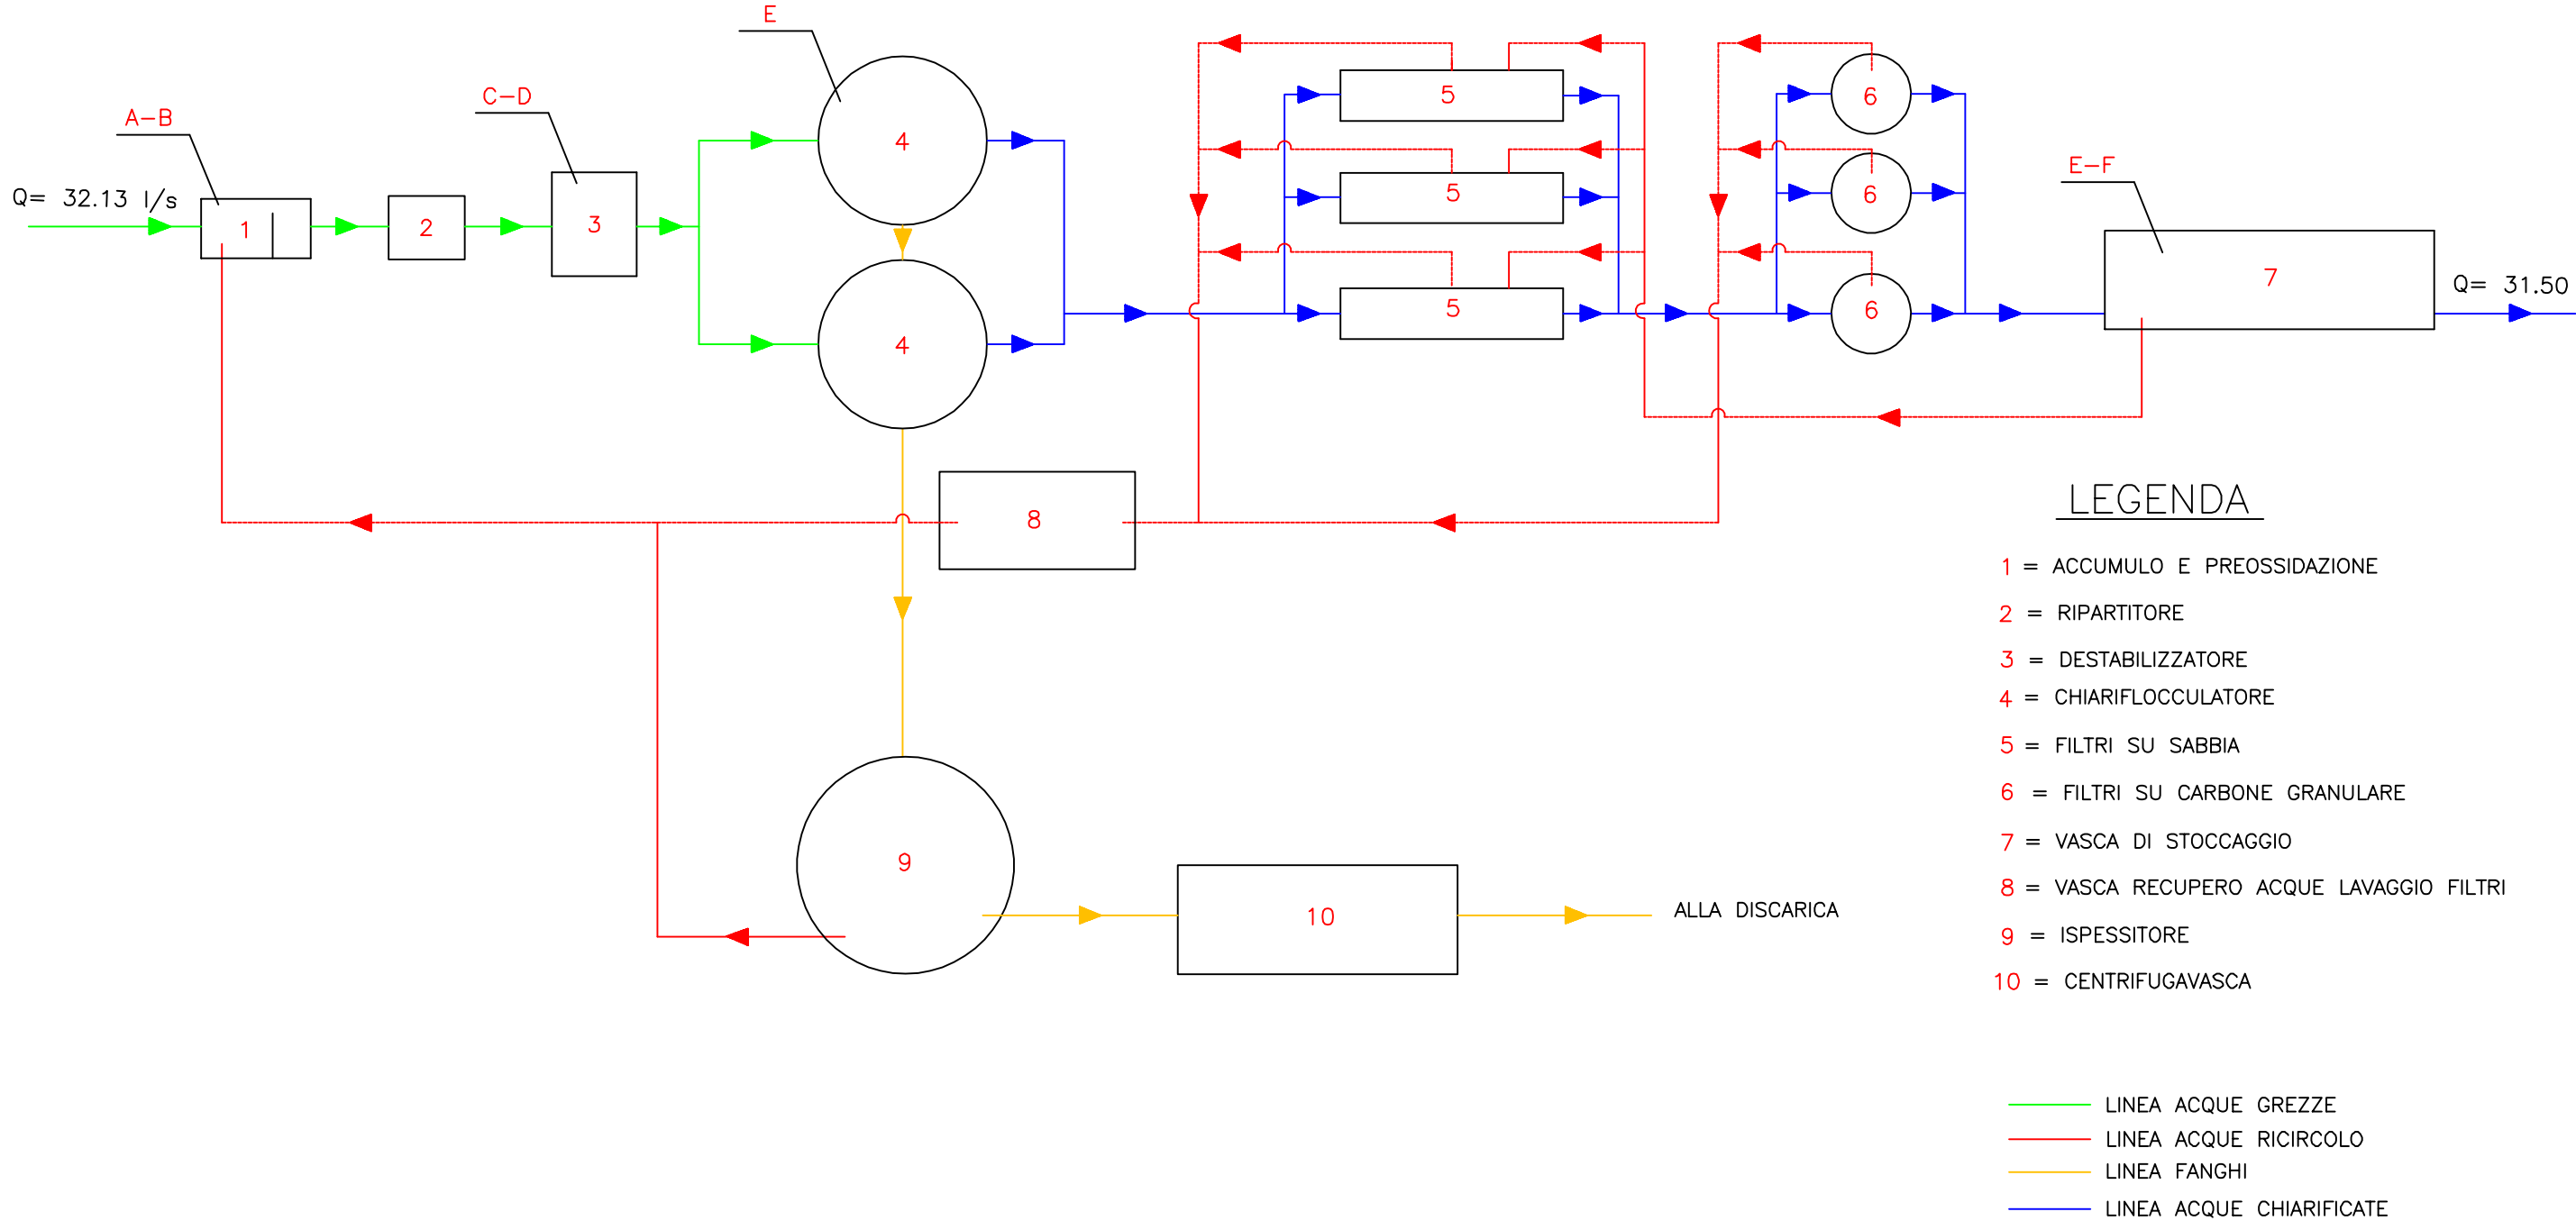 E
C-D
A-B
Q= 32.13 l/s
1
2
3
4
4
5
5
5
6
6
6
E-F
7
Q= 31.50
8
9
10
ALLA DISCARICA
LEGENDA
1 = ACCUMULO E PREOSSIDAZIONE
2 = RIPARTITORE
3 = DESTABILIZZATORE
4 = CHIARIFLOCCULATORE
5 = FILTRI SU SABBIA
6 = FILTRI SU CARBONE GRANULARE
7 = VASCA DI STOCCAGGIO
8 = VASCA RECUPERO ACQUE LAVAGGIO FILTRI
9 = ISPESSITORE
10 = CENTRIFUGAVASCA
LINEA ACQUE GREZZE
LINEA ACQUE RICIRCOLO
LINEA FANGHI
LINEA ACQUE CHIARIFICATE